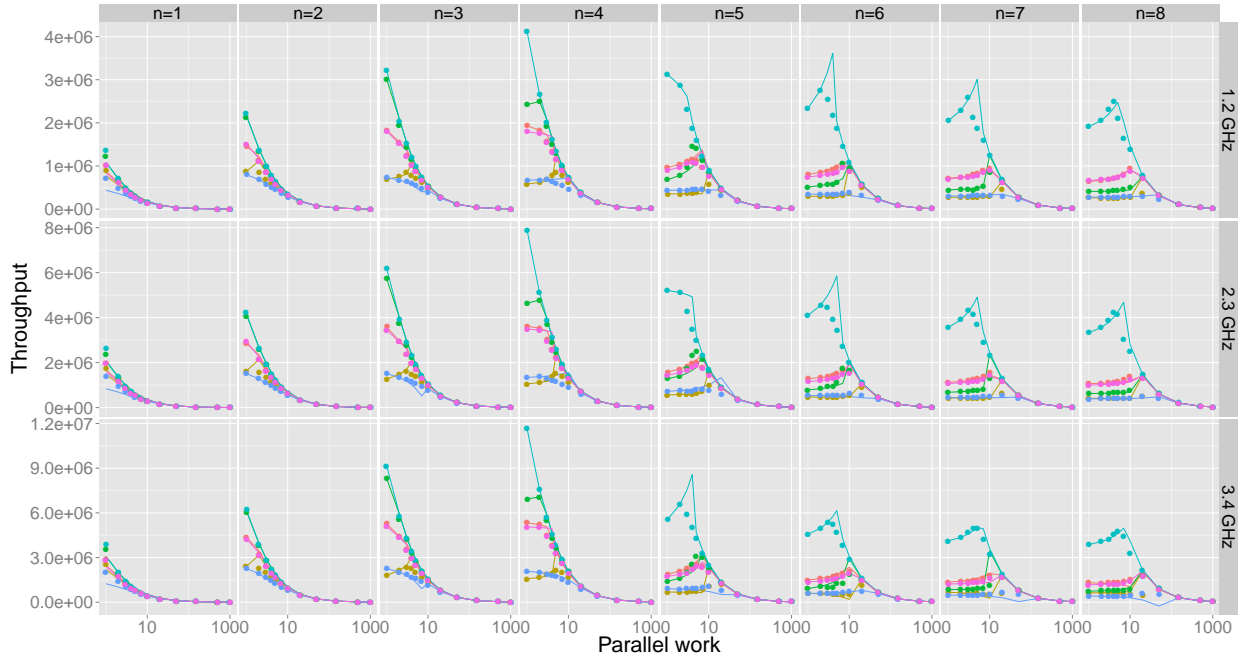 n=1 n=2 n=3 n=4 n=5 n=6 n=7 n=8
4e+06
3e+06
2e+06
1e+06
0e+00
1.2 GHz
8e+06
6e+06
4e+06
2e+06
0e+00
2.3 GHz
1.2e+07
9.0e+06
6.0e+06
3.0e+06
0.0e+00
3.4 GHz
Throughput
10 1000 10 1000 10 1000 10 1000 10 1000 10 1000 10 1000 10 1000
Parallel work